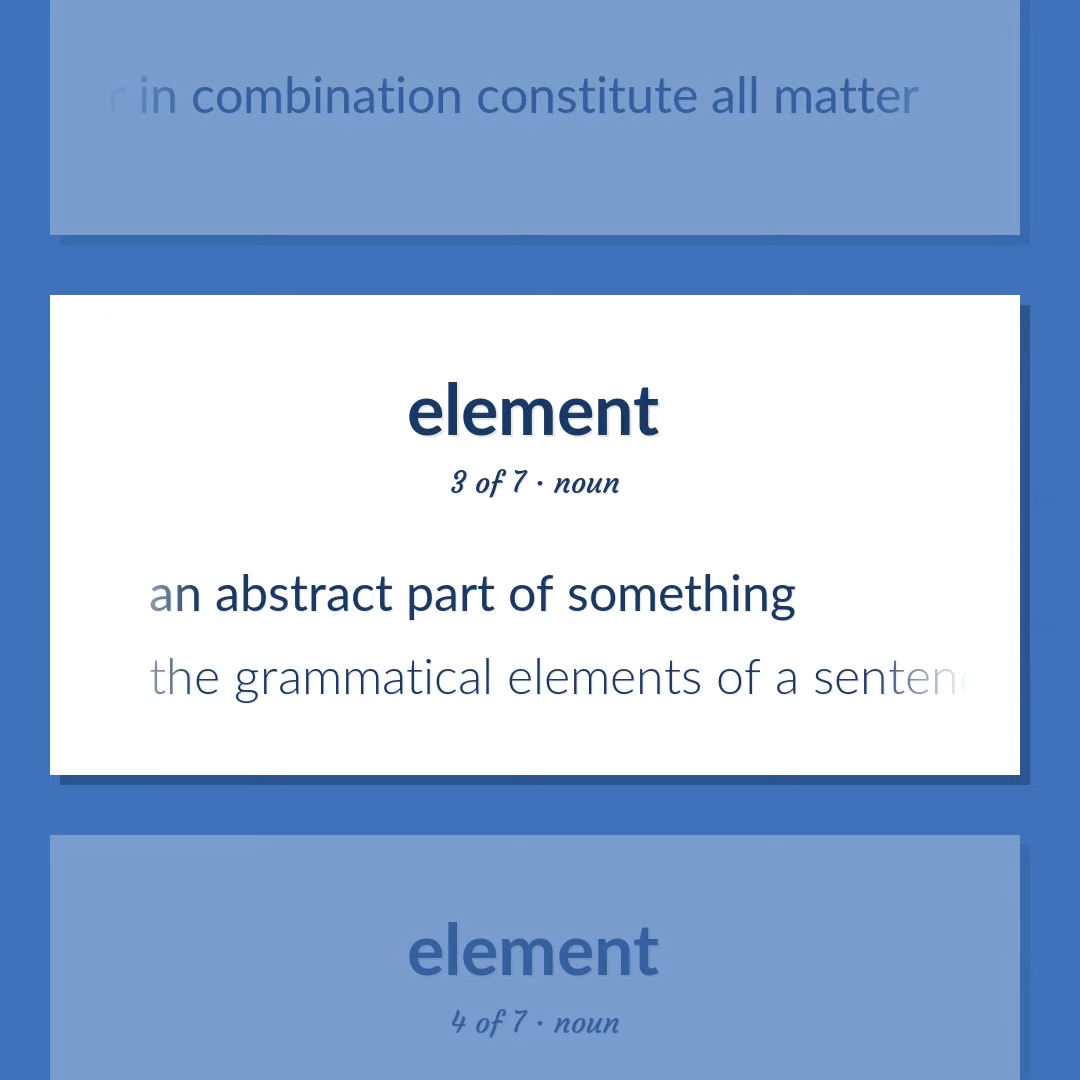 in combination constitute all matter
element
3 of 7 · noun
an abstract part of something
the grammatical elements of a
element
4 of 7 · noun